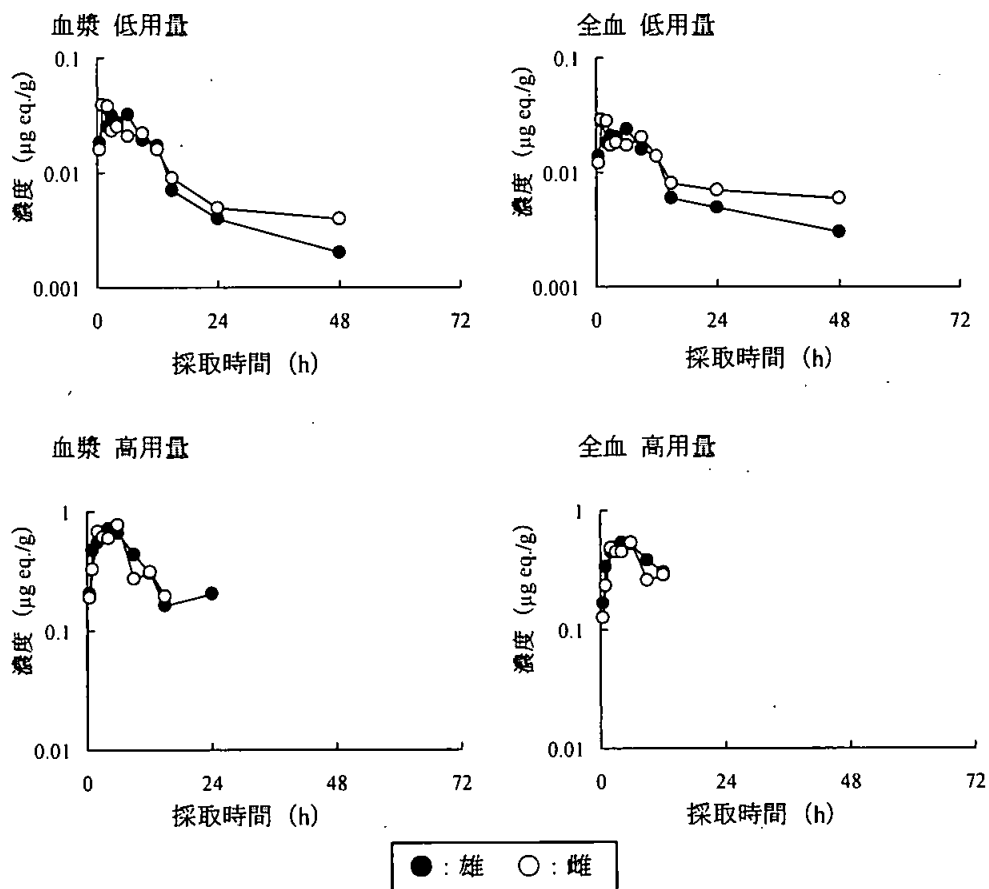 血漿 低用量
0.1
0.01
0.001
濃度 (µg eq./g)
0
24
48
72
採取時間 (h)
全血 低用量
0.1
0.01
0.001
濃度 (µg eq./g)
0
24
48
72
採取時間 (h)
血漿 高用量
1
0.1
0.01
濃度 (µg eq./g)
0
24
48
72
採取時間 (h)
全血 高用量
1
0.1
0.01
濃度 (µg eq./g)
0
24
48
72
採取時間 (h)
●:雄 ○:雌